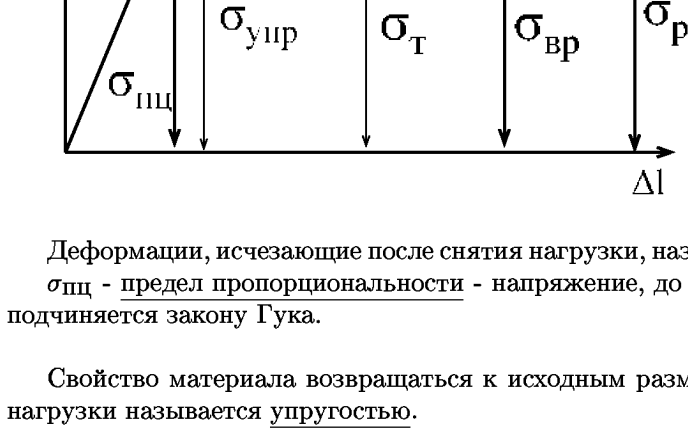 σупр σт σвр σр
σпц
Δl
Деформации, исчезающие после снятия нагрузки, наз
σпц - предел пропорциональности - напряжение, до
подчиняется закону Гука.
Свойство материала возвращаться к исходным разм
нагрузки называется упругостью.